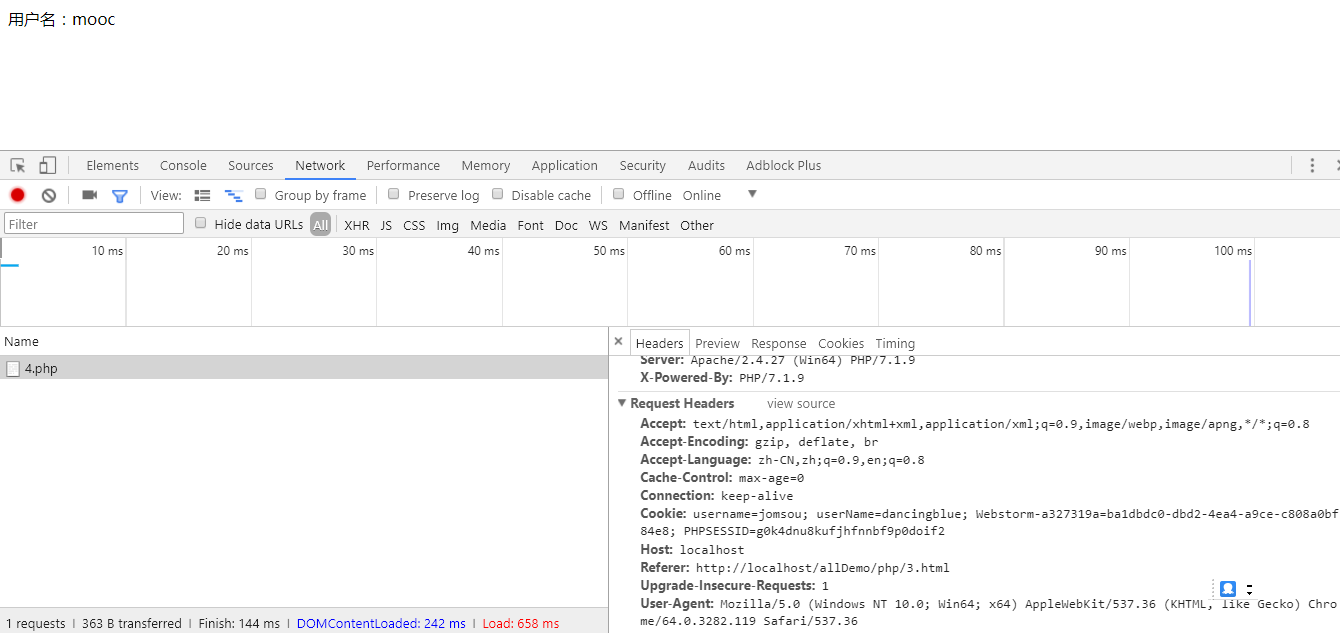 用户名：mooc
Elements Console Sources Network Performance Memory Application Security Audits Adblock Plus
View: Group by frame Preserve log Disable cache Offline Online
Filter Hide data URLs All XHR JS CSS Img Media Font Doc WS Manifest Other
10 ms 20 ms 30 ms 40 ms 50 ms 60 ms 70 ms 80 ms 90 ms 100 ms
Name
4.php
1 requests | 363 B transferred | Finish: 144 ms | DOMContentLoaded: 242 ms | Load: 658 ms
Headers Preview Response Cookies Timing
Server: Apache/2.4.27 (Win64) PHP/7.1.9
X-Powered-By: PHP/7.1.9
Request Headers view source
Accept: text/html,application/xhtml+xml,application/xml;q=0.9,image/webp,image/apng,*/*;q=0.8
Accept-Encoding: gzip, deflate, br
Accept-Language: zh-CN,zh;q=0.9,en;q=0.8
Cache-Control: max-age=0
Connection: keep-alive
Cookie: username=jomsou; userName=dancingblue; Webstorm-a327319a=ba1dbdc0-dbd2-4ea4-a9ce-c808a0bf
84e8; PHPSESSID=g0k4dnu8kufjhfnnbf9p0doif2
Host: localhost
Referer: http://localhost/allDemo/php/3.html
Upgrade-Insecure-Requests: 1
User-Agent: Mozilla/5.0 (Windows NT 10.0; Win64; x64) AppleWebKit/537.36 (KHTML, like Gecko) Chro
me/64.0.3282.119 Safari/537.36